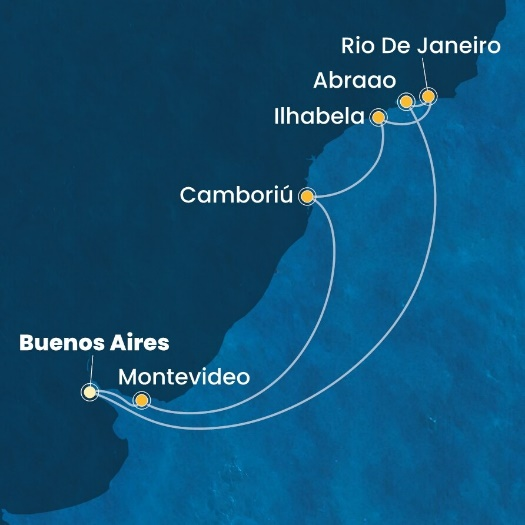 Rio De Janeiro
Abraao
Ilhabela
Camboriú
Buenos Aires
Montevideo